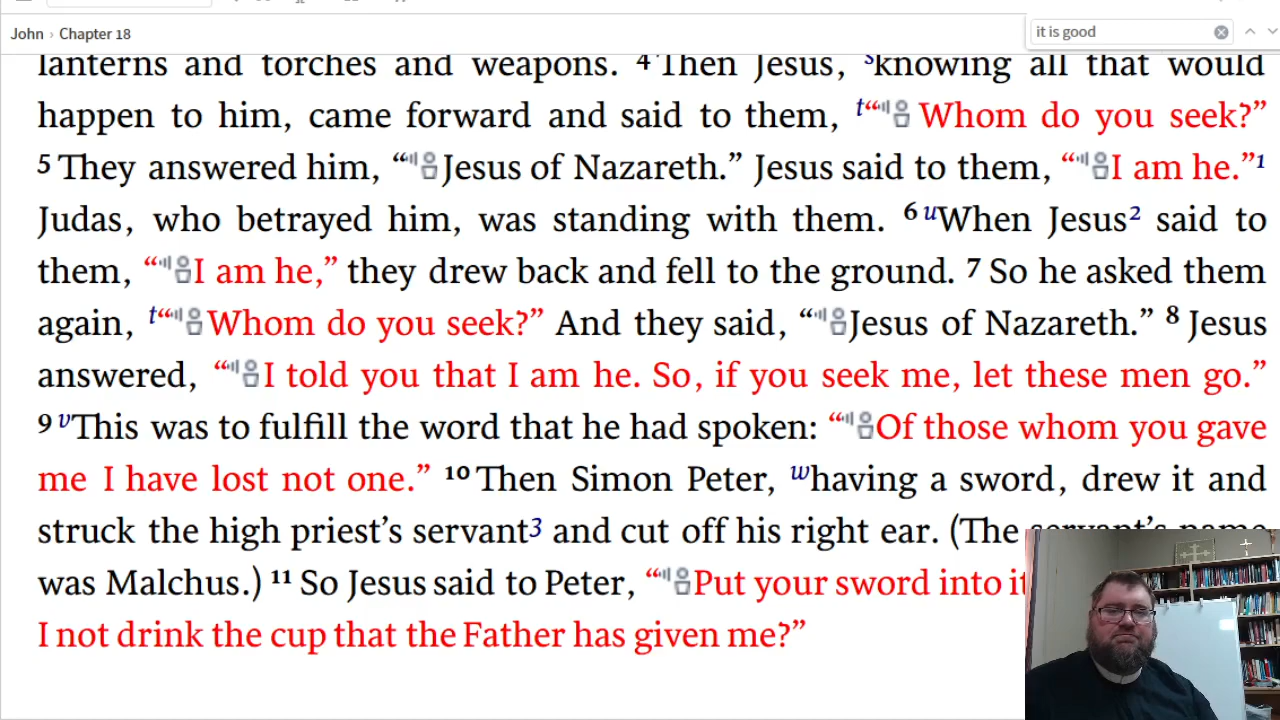 John › Chapter 18
it is good
lanterns and torches and weapons. 4 Then Jesus, sknowing all that would
happen to him, came forward and said to them, t“Whom do you seek?”
5 They answered him, “Jesus of Nazareth.” Jesus said to them, “I am he.”1
Judas, who betrayed him, was standing with them. 6 uWhen Jesus2 said to
them, “I am he,” they drew back and fell to the ground. 7 So he asked them
again, t“Whom do you seek?” And they said, “Jesus of Nazareth.” 8 Jesus
answered, “I told you that I am he. So, if you seek me, let these men go.”
9 vThis was to fulfill the word that he had spoken: “Of those whom you gave
me I have lost not one.” 10 Then Simon Peter, whaving a sword, drew it and
struck the high priest’s servant3 and cut off his right ear. (The servant’s name
was Malchus.) 11 So Jesus said to Peter, “Put your sword into
I not drink the cup that the Father has given me?”